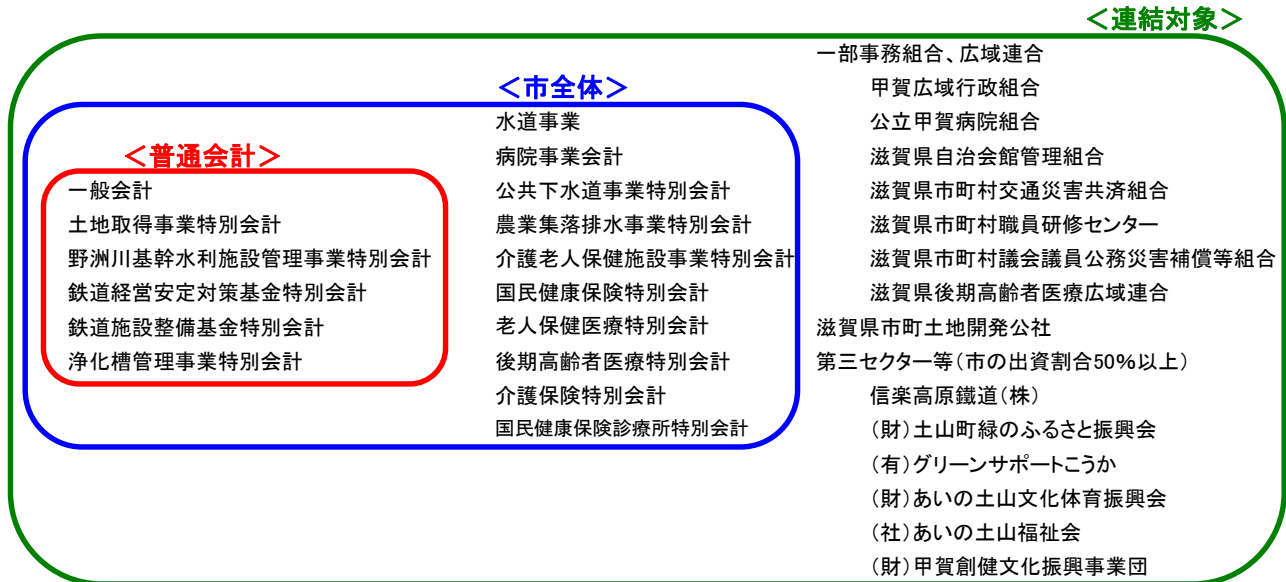 ＜連結対象＞
＜市全体＞
＜普通会計＞
一般会計
土地取得事業特別会計
野洲川基幹水利施設管理事業特別会計
鉄道経営安定対策基金特別会計
鉄道施設整備基金特別会計
浄化槽管理事業特別会計
水道事業
病院事業会計
公共下水道事業特別会計
農業集落排水事業特別会計
介護老人保健施設事業特別会計
国民健康保険特別会計
老人保健医療特別会計
後期高齢者医療特別会計
介護保険特別会計
国民健康保険診療所特別会計
一部事務組合、広域連合
甲賀広域行政組合
公立甲賀病院組合
滋賀県自治会館管理組合
滋賀県市町村交通災害共済組合
滋賀県市町村職員研修センター
滋賀県市町村議会議員公務災害補償等組合
滋賀県後期高齢者医療広域連合
滋賀県市町土地開発公社
第三セクター等（市の出資割合50%以上）
信楽高原鐵道（株）
（財）土山町緑のふるさと振興会
（有）グリーンサポートこうか
（財）あいの土山文化体育振興会
（社）あいの土山福祉会
（財）甲賀創健文化振興事業団